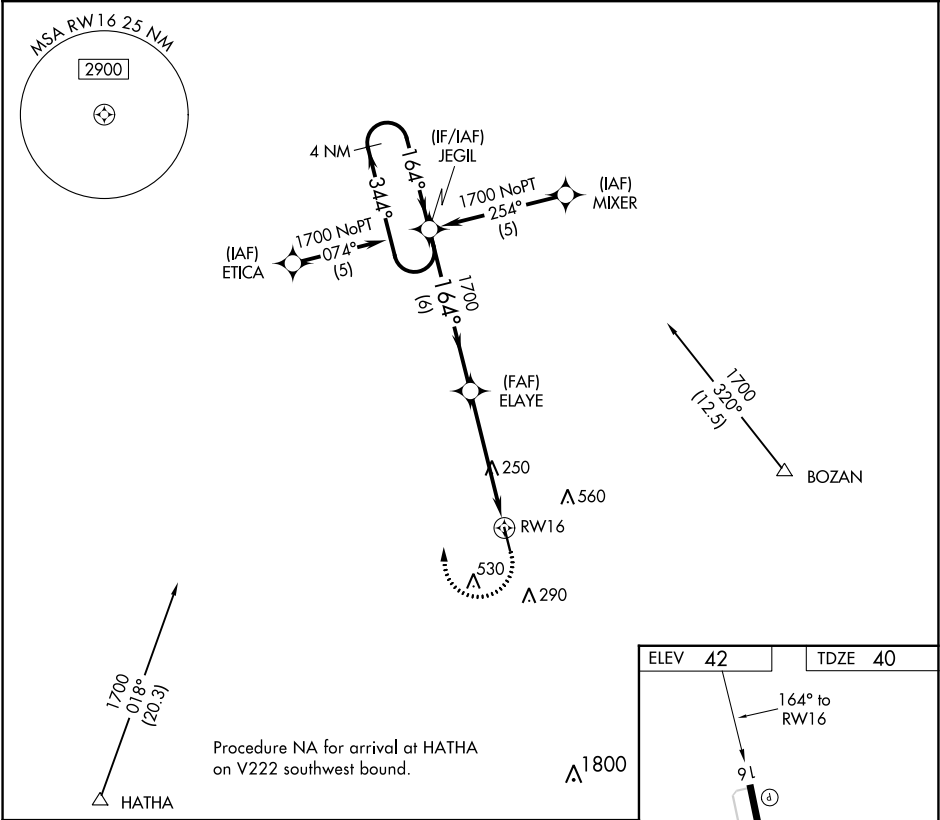 MSA RW16 25 NM
2900
4 NM
(IF/IAF)
JEGIL
164°
344°
1700 NoPT
254°
(5)
(IAF)
MIXER
(IAF)
ETICA
1700 NoPT
074°
(5)
1700
164°
(6)
(FAF)
ELAYE
1700
320°
(12.5)
BOZAN
250
560
RW16
530
290
1700
018°
(20.3)
HATHA
Procedure NA for arrival at HATHA
on V222 southwest bound.
1800
ELEV 42
TDZE 40
164° to
RW16
16
P